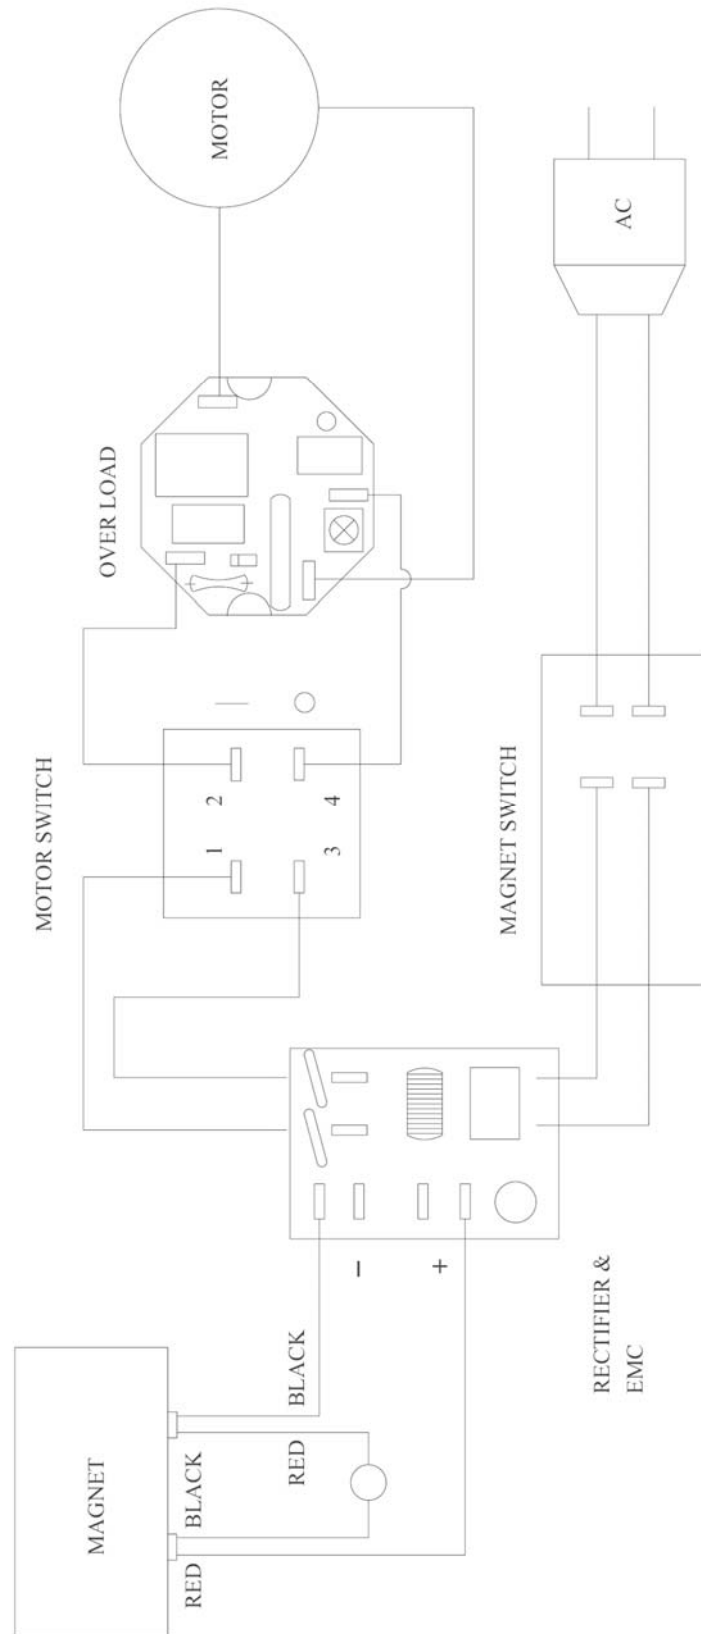 MAGNET
RED
BLACK
RED
BLACK
−
+
RECTIFIER &
EMC
MOTOR SWITCH
1
2
3
4
OVER LOAD
MOTOR
MAGNET SWITCH
AC